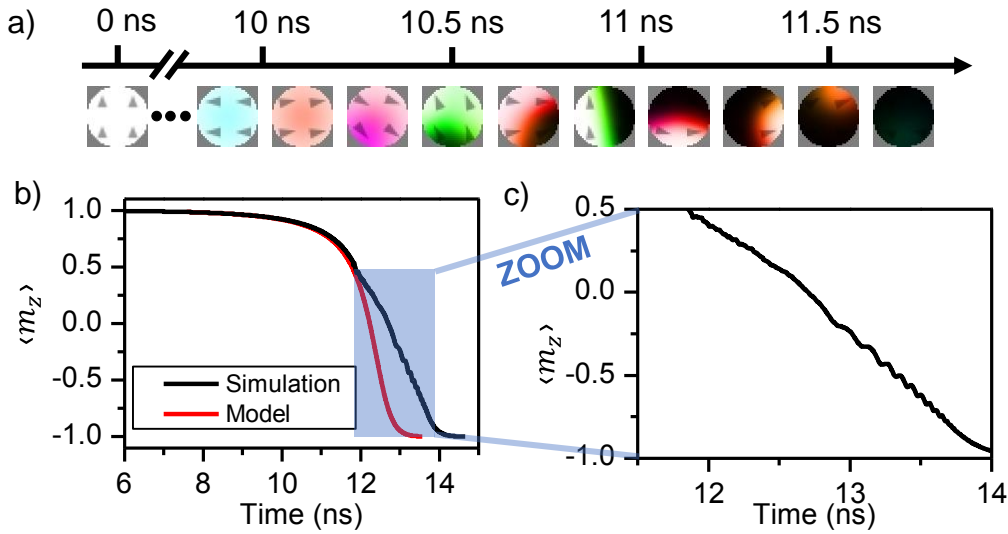 a)
0 ns 10 ns 10.5 ns 11 ns 11.5 ns
b)
1.0
0.5
0.0
-0.5
-1.0
⟨m_z⟩
Simulation
Model
6 8 10 12 14
Time (ns)
ZOOM
c)
0.5
0.0
-0.5
-1.0
⟨m_z⟩
12 13 14
Time (ns)